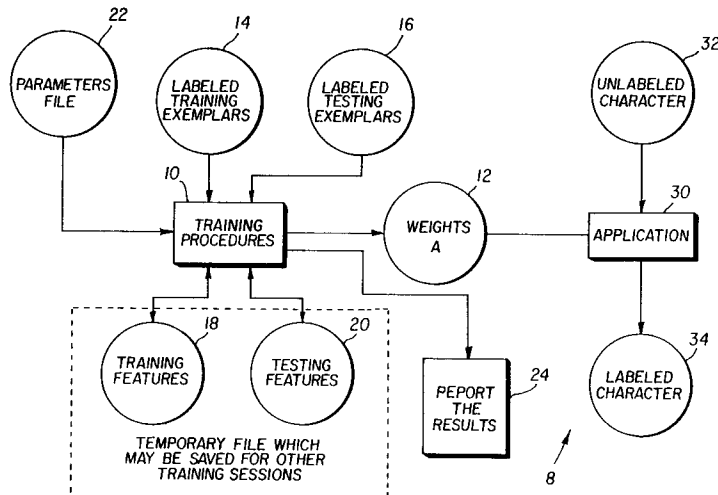 22
14
16
32
PARAMETERS
FILE
LABELED
TRAINING
EXEMPLARS
LABELED
TESTING
EXEMPLARS
UNLABELED
CHARACTER
10
TRAINING
PROCEDURES
12
WEIGHTS
A
30
APPLICATION
18
TRAINING
FEATURES
20
TESTING
FEATURES
24
PEPORT
THE
RESULTS
34
LABELED
CHARACTER
TEMPORARY FILE WHICH
MAY BE SAVED FOR OTHER
TRAINING SESSIONS
8